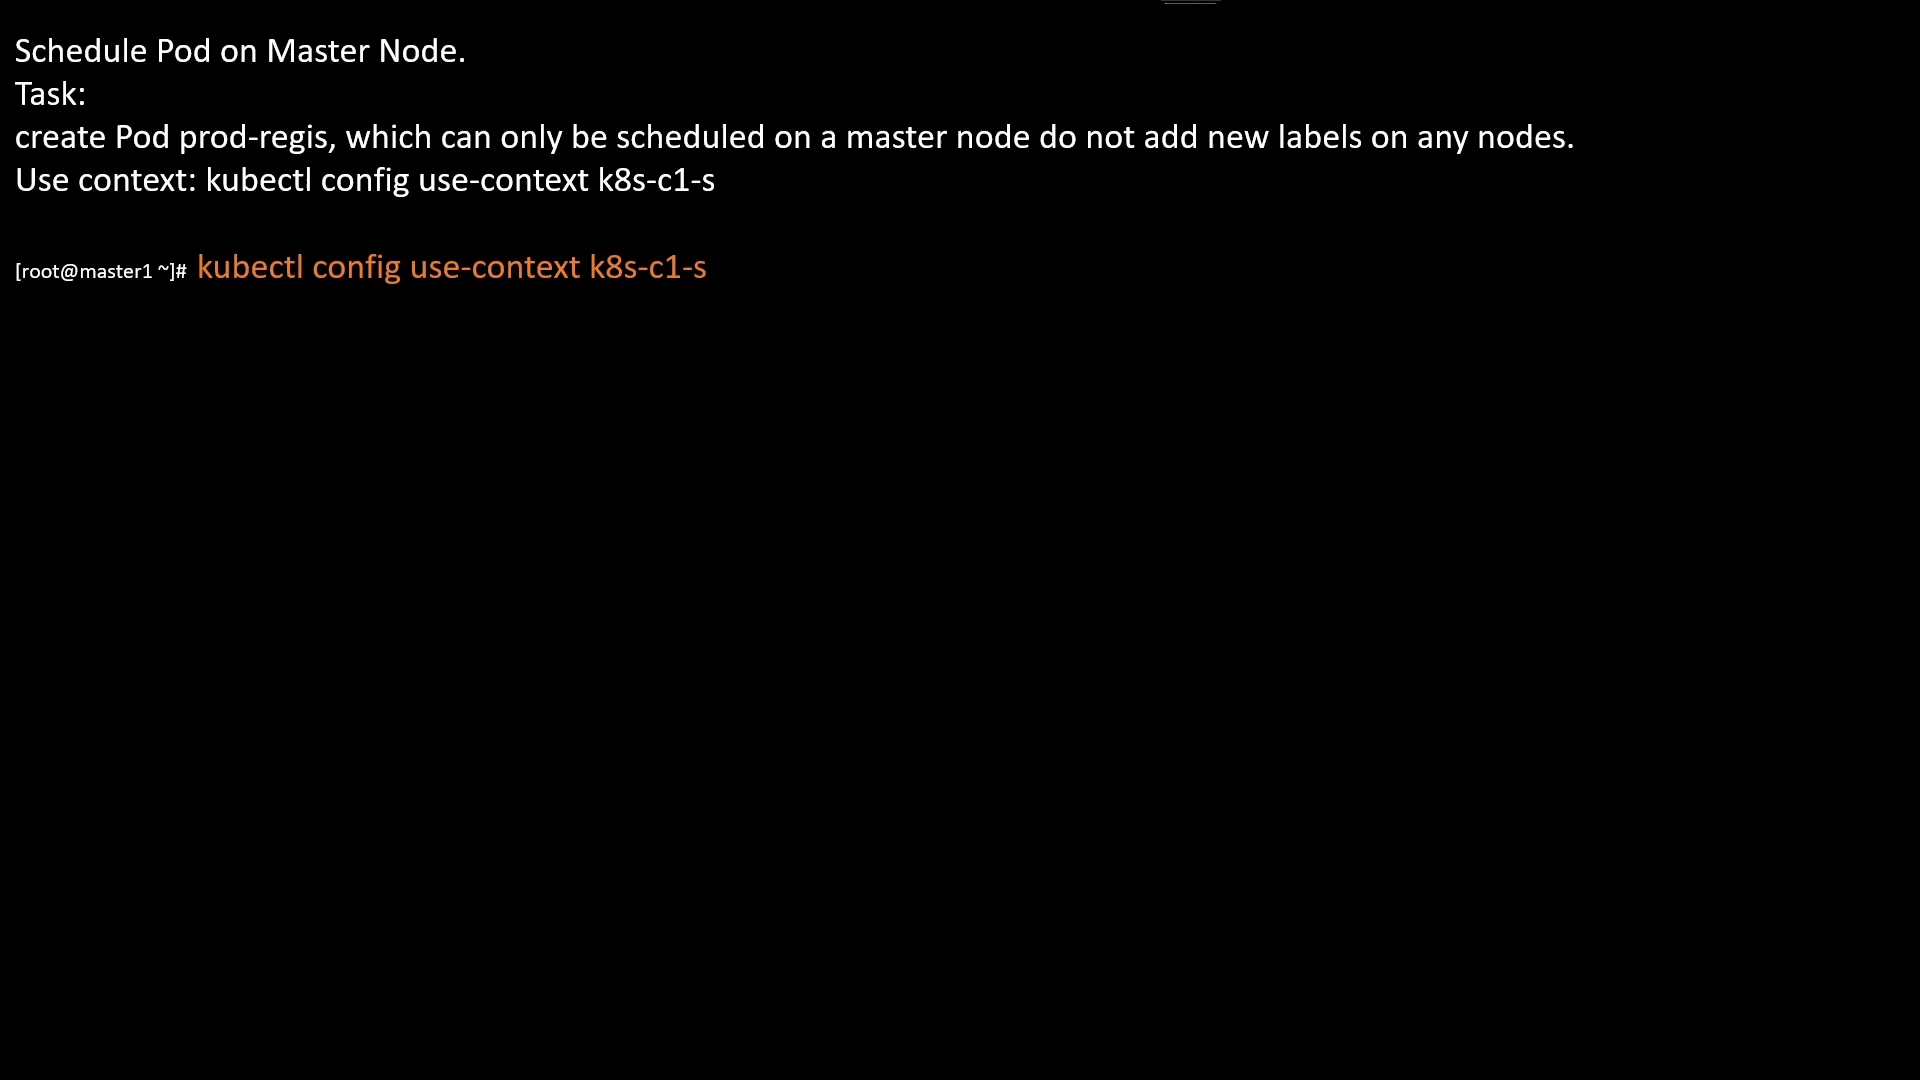 Schedule Pod on Master Node.
Task:
create Pod prod-regis, which can only be scheduled on a master node do not add new labels on any nodes.
Use context: kubectl config use-context k8s-c1-s
[root@master1 ~]# kubectl config use-context k8s-c1-s